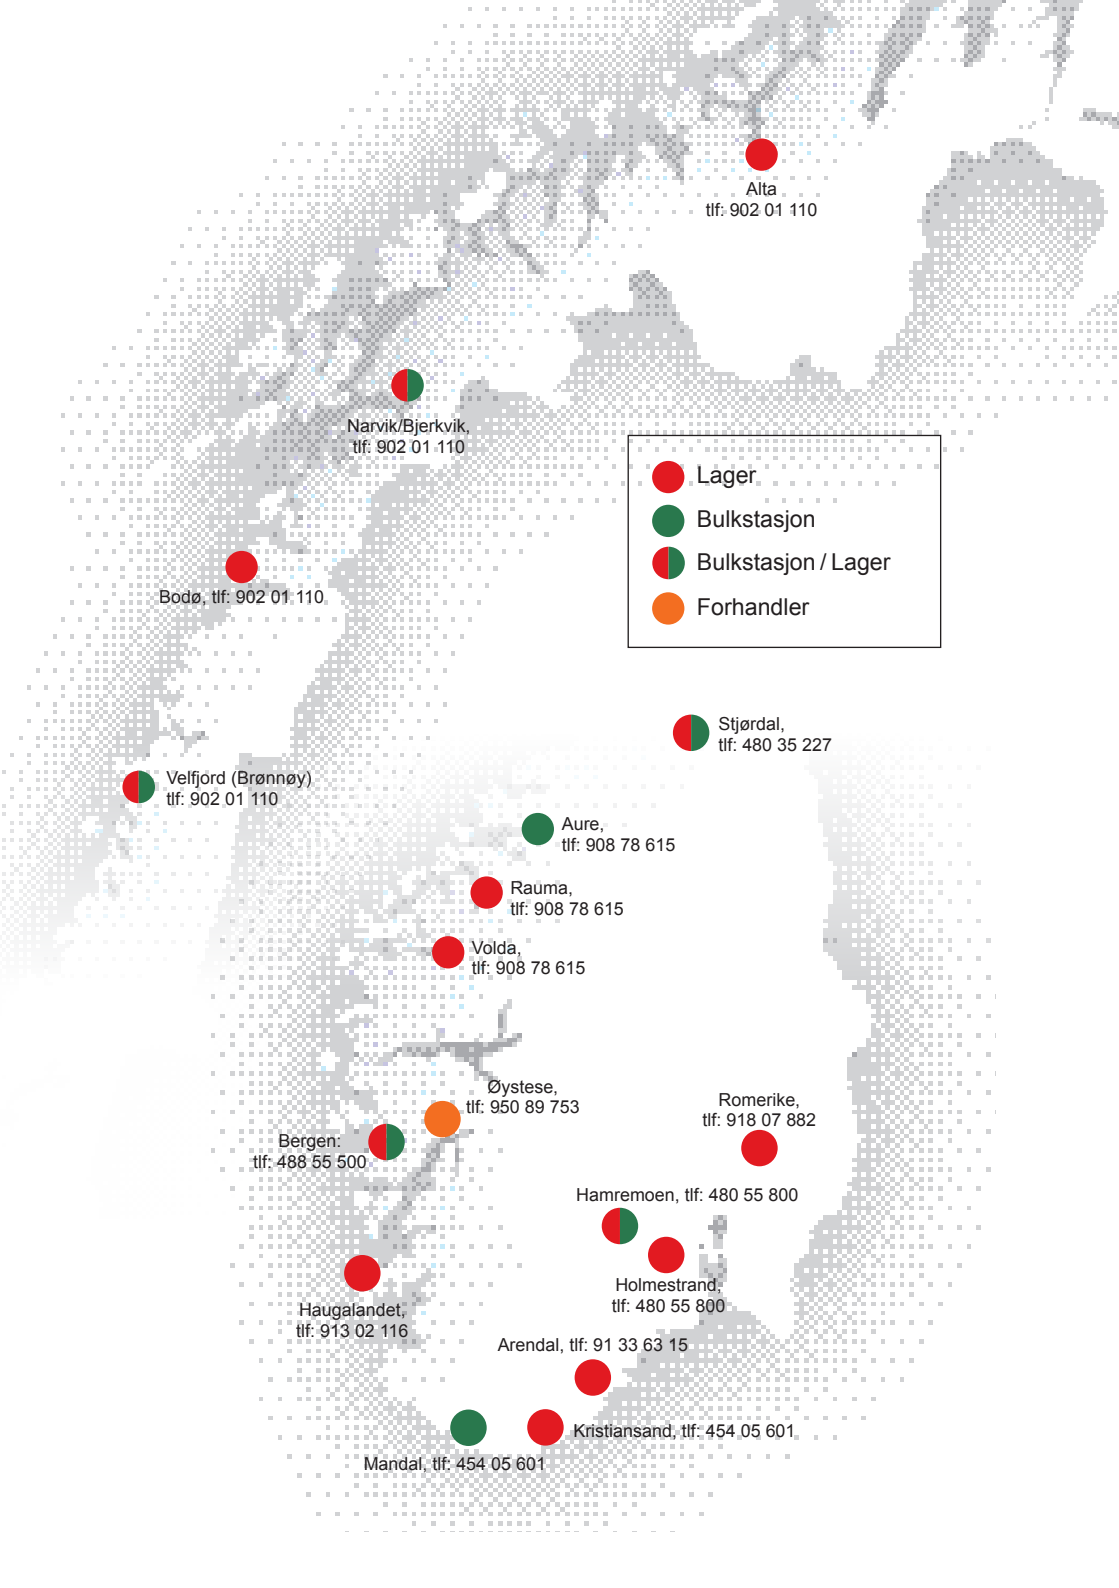 Alta
tlf: 902 01 110
Narvik/Bjerkvik,
tlf: 902 01 110
Lager
Bulkstasjon
Bulkstasjon / Lager
Forhandler
Bodø, tlf: 902 01 110
Stjørdal,
tlf: 480 35 227
Velfjord (Brønnøy)
tlf: 902 01 110
Aure,
tlf: 908 78 615
Rauma,
tlf: 908 78 615
Volda,
tlf: 908 78 615
Øystese,
tlf: 950 89 753
Romerike,
tlf: 918 07 882
Bergen:
tlf: 488 55 500
Hamremoen, tlf: 480 55 800
Holmestrand,
tlf: 480 55 800
Haugalandet,
tlf: 913 02 116
Arendal, tlf: 91 33 63 15
Kristiansand, tlf: 454 05 601
Mandal, tlf: 454 05 601